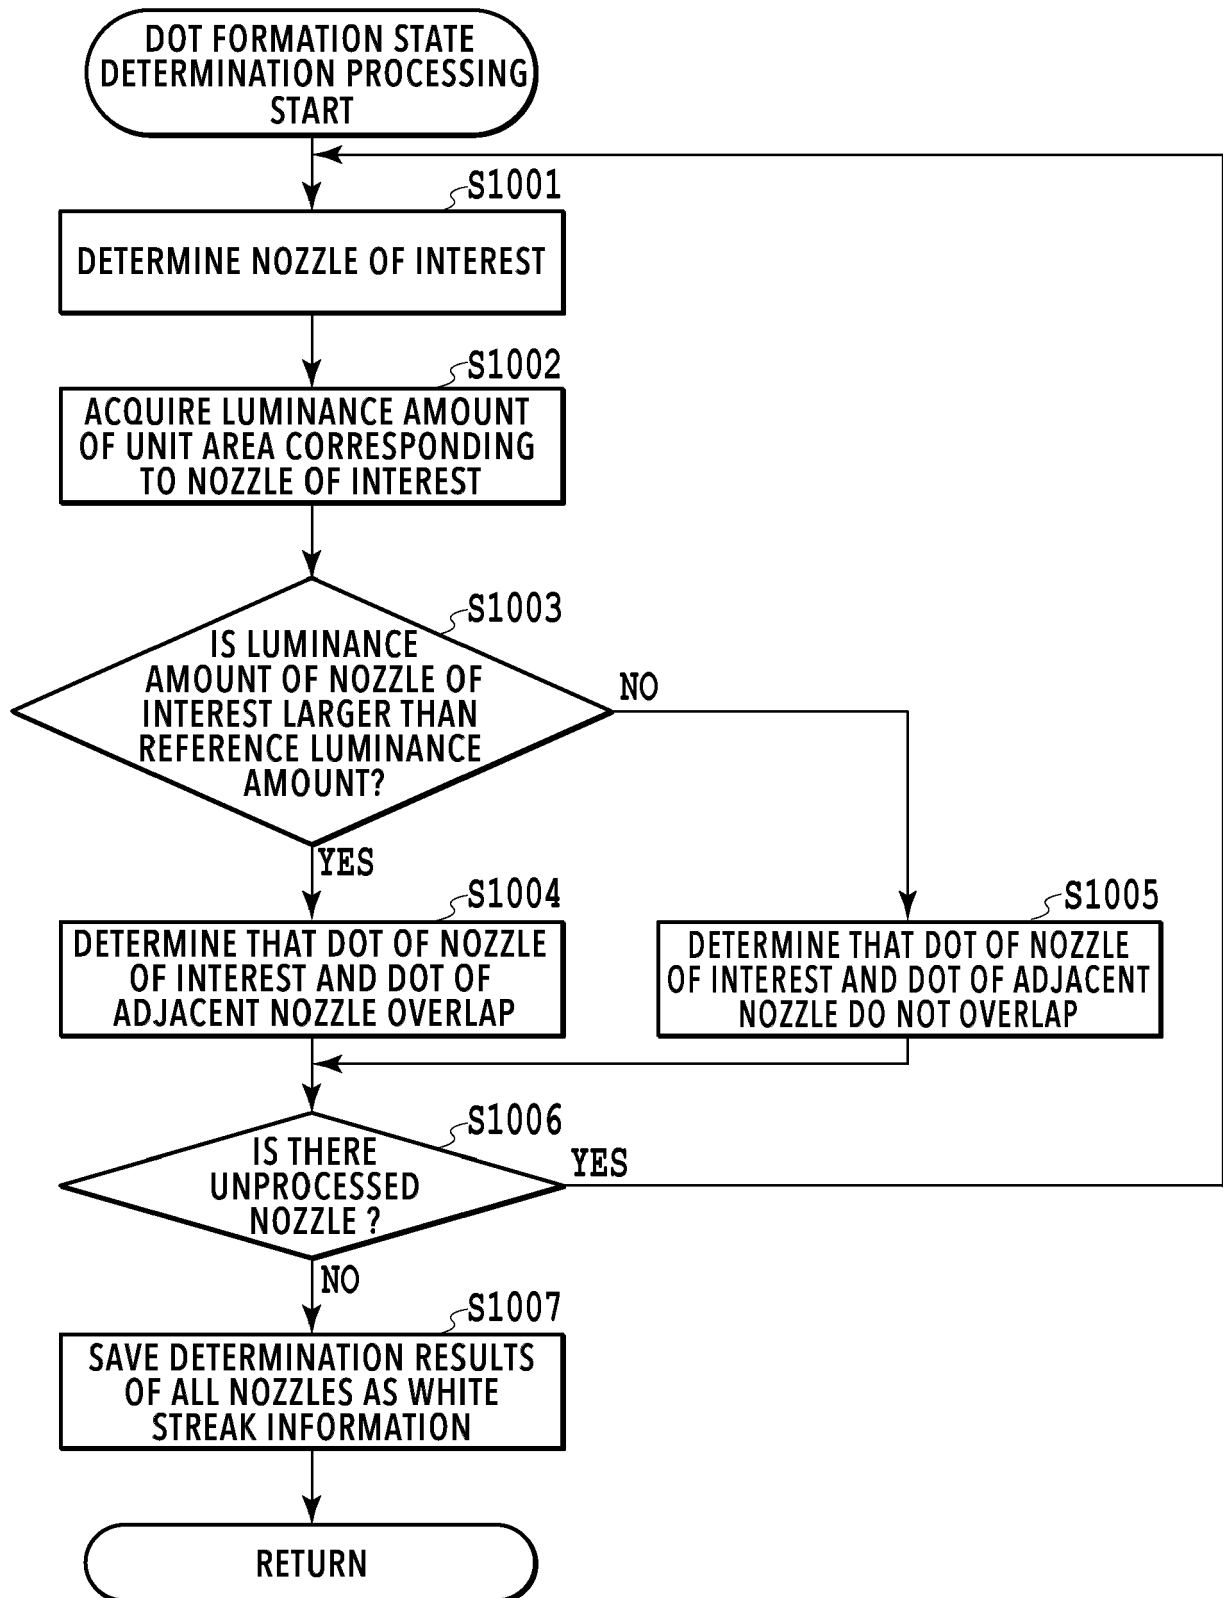 DOT FORMATION STATE
DETERMINATION PROCESSING
START
S1001
DETERMINE NOZZLE OF INTEREST
S1002
ACQUIRE LUMINANCE AMOUNT
OF UNIT AREA CORRESPONDING
TO NOZZLE OF INTEREST
S1003
IS LUMINANCE
AMOUNT OF NOZZLE OF
INTEREST LARGER THAN
REFERENCE LUMINANCE
AMOUNT?
NO
YES
S1004
DETERMINE THAT DOT OF NOZZLE
OF INTEREST AND DOT OF
ADJACENT NOZZLE OVERLAP
S1005
DETERMINE THAT DOT OF NOZZLE
OF INTEREST AND DOT OF ADJACENT
NOZZLE DO NOT OVERLAP
S1006
IS THERE
UNPROCESSED
NOZZLE ?
YES
NO
S1007
SAVE DETERMINATION RESULTS
OF ALL NOZZLES AS WHITE
STREAK INFORMATION
RETURN